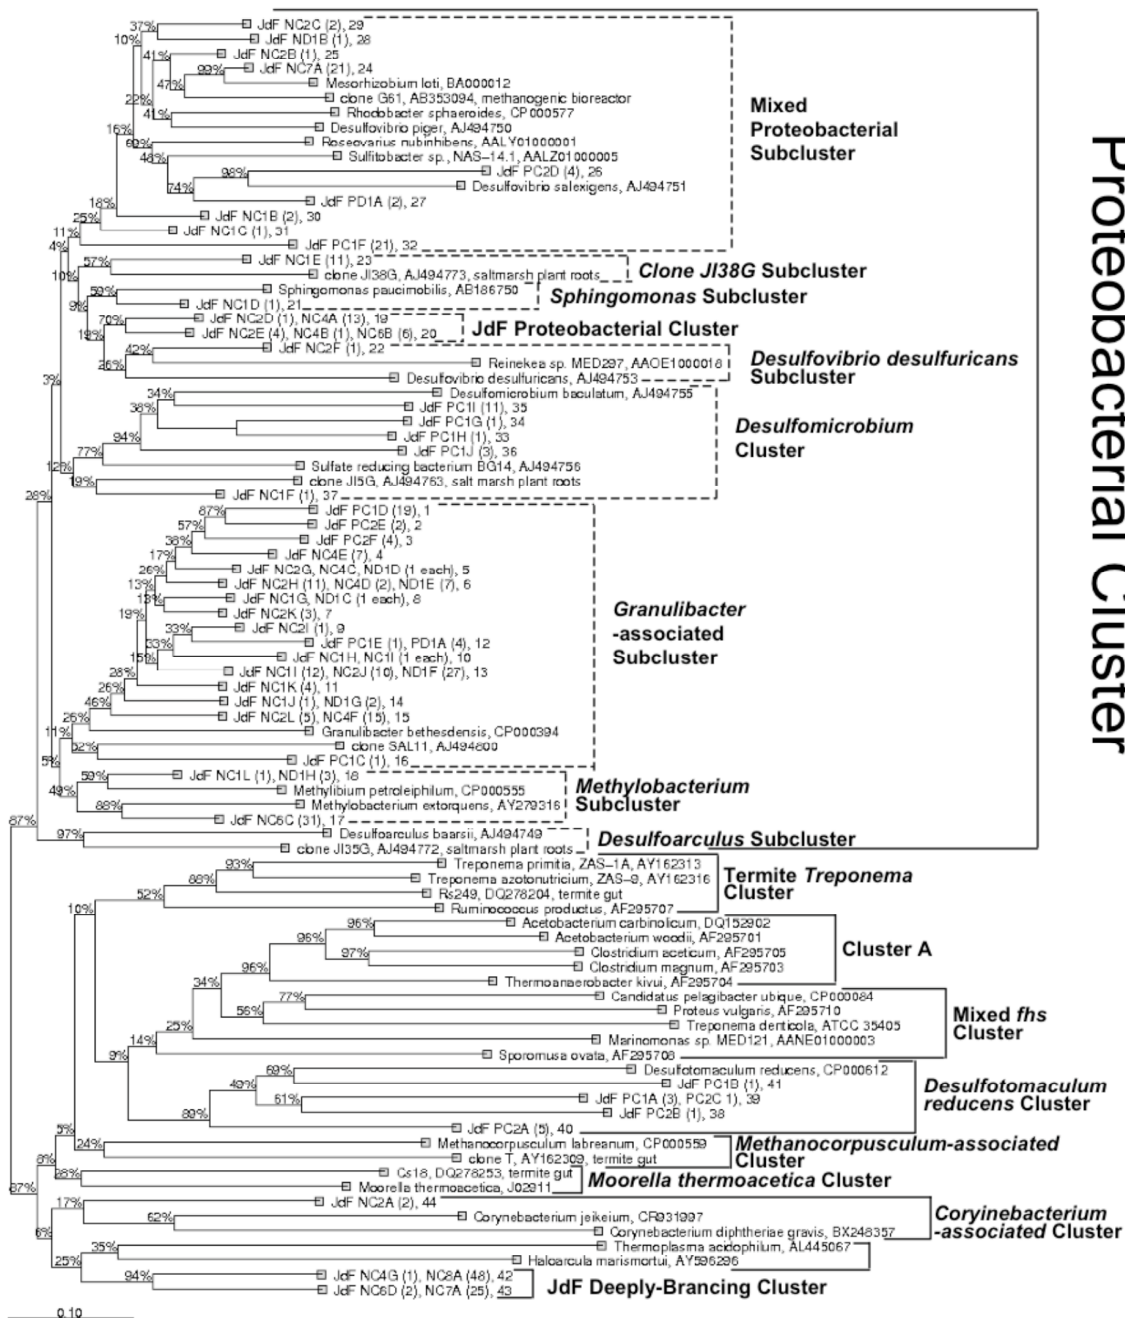 37% JdF NC2C (2), 29
10% JdF ND1B (1), 28
41% JdF NC2B (1), 25
99% JdF NC7A (21), 24
47% Mesorhizobium loti, BA000012
22% clone G61, AB353094, methanogenic bioreactor
41% Rhodobacter sphaeroides, CP000577
16% Desulfovibrio piger, AJ494750
Roseovarius nubinhibens, AALY01000001
46% Sulfitobacter sp., NAS-14.1, AALZ01000005
98% JdF PC2D (4), 26
74% Desulfovibrio salexigens, AJ494751
18% JdF PD1A (2), 27
25% JdF NC1B (2), 30
11% JdF NC1C (1), 31
4% JdF PC1F (21), 32
Mixed
Proteobacterial
Subcluster
57% JdF NC1E (11), 23
10% clone JI38G, AJ494773, saltmarsh plant roots
Clone JI38G Subcluster
59% Sphingomonas paucimobilis, AB186750
9% JdF NC1D (1), 21
Sphingomonas Subcluster
70% JdF NC2D (1), NC4A (13), 19
19% JdF NC2E (4), NC4B (1), NC6B (6), 20
JdF Proteobacterial Cluster
42% JdF NC2F (1), 22
26% Reinekea sp. MED297, AAOE1000018
3% Desulfovibrio desulfuricans, AJ494753
Desulfovibrio desulfuricans
Subcluster
34% Desulfomicrobium baculatum, AJ494755
38% JdF PC1I (11), 35
JdF PC1G (1), 34
94% JdF PC1H (1), 33
77% JdF PC1J (3), 36
12% Sulfate reducing bacterium BG14, AJ494756
19% clone JI5G, AJ494763, salt marsh plant roots
28% JdF NC1F (1), 37
Desulfomicrobium
Cluster
87% JdF PC1D (19), 1
57% JdF PC2E (2), 2
38% JdF PC2F (4), 3
17% JdF NC4E (7), 4
26% JdF NC2G, NC4C, ND1D (1 each), 5
13% JdF NC2H (11), NC4D (2), ND1E (7), 6
13% JdF NC1G, ND1C (1 each), 8
19% JdF NC2K (3), 7
33% JdF NC2I (1), 9
33% JdF PC1E (1), PD1A (4), 12
15% JdF NC1H, NC1I (1 each), 10
28% JdF NC1I (12), NC2J (10), ND1F (27), 13
26% JdF NC1K (4), 11
46% JdF NC1J (1), ND1G (2), 14
26% JdF NC2L (5), NC4F (15), 15
11% Granulibacter bethesdensis, CP000394
52% clone SAL11, AJ494800
5% JdF PC1C (1), 16
Granulibacter
-associated
Subcluster
59% JdF NC1L (1), ND1H (3), 18
49% Methylibium petroleiphilum, CP000555
88% Methylobacterium extorquens, AY279316
87% JdF NC6C (31), 17
Methylobacterium
Subcluster
97% Desulfoarculus baarsii, AJ494749
clone JI35G, AJ494772, saltmarsh plant roots
Desulfoarculus Subcluster
Proteobacterial Cluster
93% Treponema primitia, ZAS-1A, AY162313
88% Treponema azotonutricium, ZAS-9, AY162316
52% Rs249, DQ278204, termite gut
10% Ruminococcus productus, AF295707
Termite Treponema
Cluster
96% Acetobacterium carbinolicum, DQ152902
96% Acetobacterium woodii, AF295701
97% Clostridium aceticum, AF295705
96% Clostridium magnum, AF295703
34% Thermoanaerobacter kivui, AF295704
Cluster A
77% Candidatus pelagibacter ubique, CP000084
56% Proteus vulgaris, AF295710
25% Treponema denticola, ATCC 35405
14% Marinomonas sp. MED121, AANE01000003
9% Sporomusa ovata, AF295708
Mixed fhs
Cluster
69% Desulfotomaculum reducens, CP000612
49% JdF PC1B (1), 41
61% JdF PC1A (3), PC2C 1), 39
89% JdF PC2B (1), 38
5% JdF PC2A (5), 40
Desulfotomaculum
reducens Cluster
24% Methanocorpusculum labreanum, CP000559
8% clone T, AY162309, termite gut
Methanocorpusculum-associated
Cluster
28% Cs18, DQ278253, termite gut
87% Moorella thermoacetica, J02911
Moorella thermoacetica Cluster
17% JdF NC2A (2), 44
62% Corynebacterium jeikeium, CR931997
6% Corynebacterium diphtheriae gravis, BX248357
Coryinebacterium
-associated Cluster
35% Thermoplasma acidophilum, AL445067
25% Haloarcula marismortui, AY596296
94% JdF NC4G (1), NC8A (48), 42
JdF NC6D (2), NC7A (25), 43
JdF Deeply-Brancing Cluster
0.10